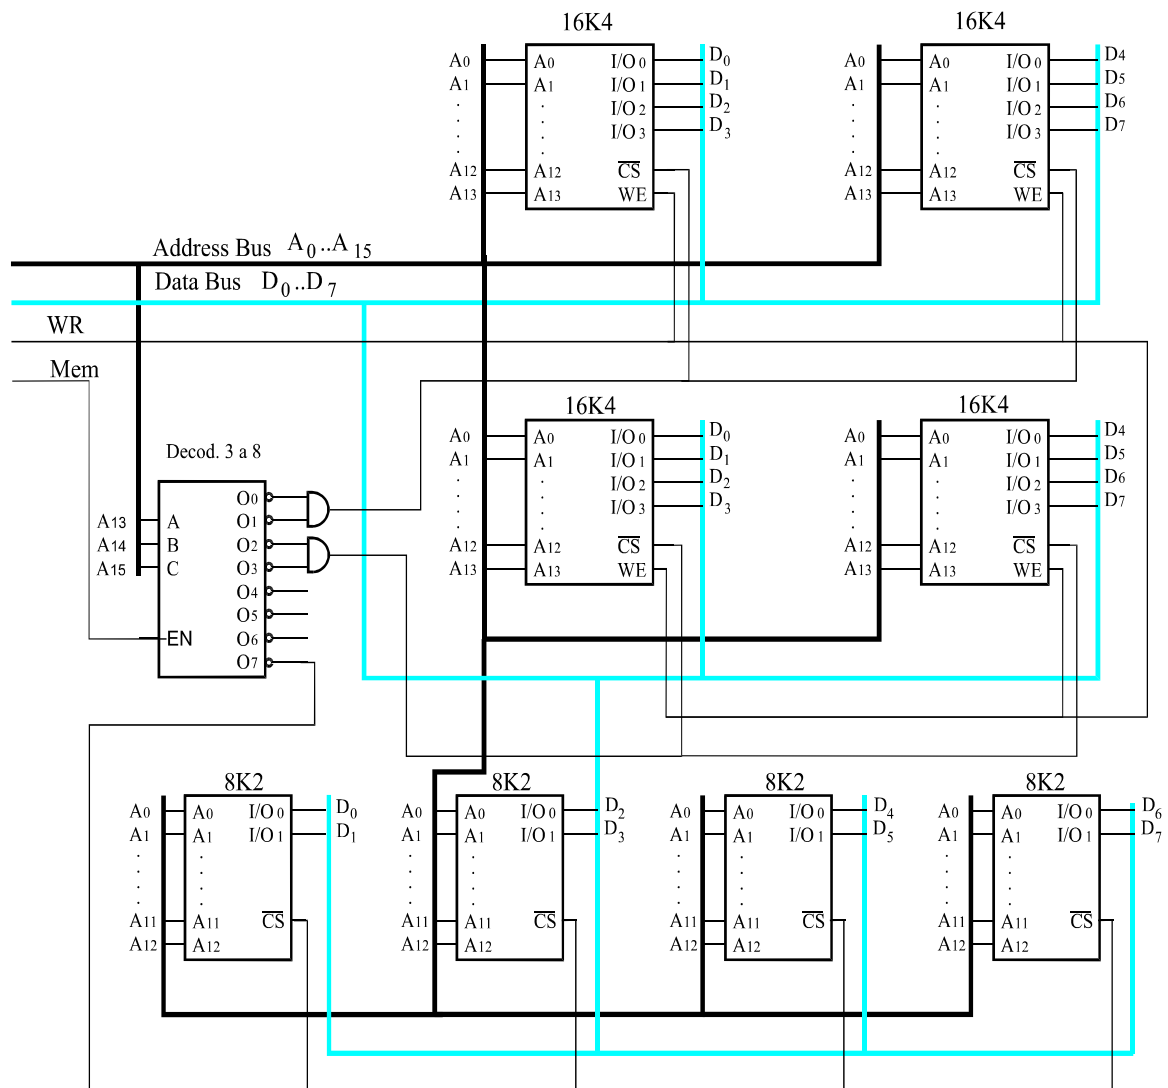 16K4
16K4
A0 A0 I/O 0 D0
A1 A1 I/O 1 D1
I/O 2 D2
I/O 3 D3
A12 A12 CS
A13 A13 WE
A0 A0 I/O 0 D4
A1 A1 I/O 1 D5
I/O 2 D6
I/O 3 D7
A12 A12 CS
A13 A13 WE
Address Bus A0..A15
Data Bus D0..D7
WR
Mem
16K4
16K4
A0 A0 I/O 0 D0
A1 A1 I/O 1 D1
I/O 2 D2
I/O 3 D3
A12 A12 CS
A13 A13 WE
A0 A0 I/O 0 D4
A1 A1 I/O 1 D5
I/O 2 D6
I/O 3 D7
A12 A12 CS
A13 A13 WE
Decod. 3 a 8
O0
O1
A13 A
O2
A14 B
O3
A15 C
O4
O5
EN O6
O7
8K2
8K2
8K2
8K2
A0 A0 I/O 0 D0
A1 A1 I/O 1 D1
A11 A11 CS
A12 A12
A0 A0 I/O 0 D2
A1 A1 I/O 1 D3
A11 A11 CS
A12 A12
A0 A0 I/O 0 D4
A1 A1 I/O 1 D5
A11 A11 CS
A12 A12
A0 A0 I/O 0 D6
A1 A1 I/O 1 D7
A11 A11 CS
A12 A12